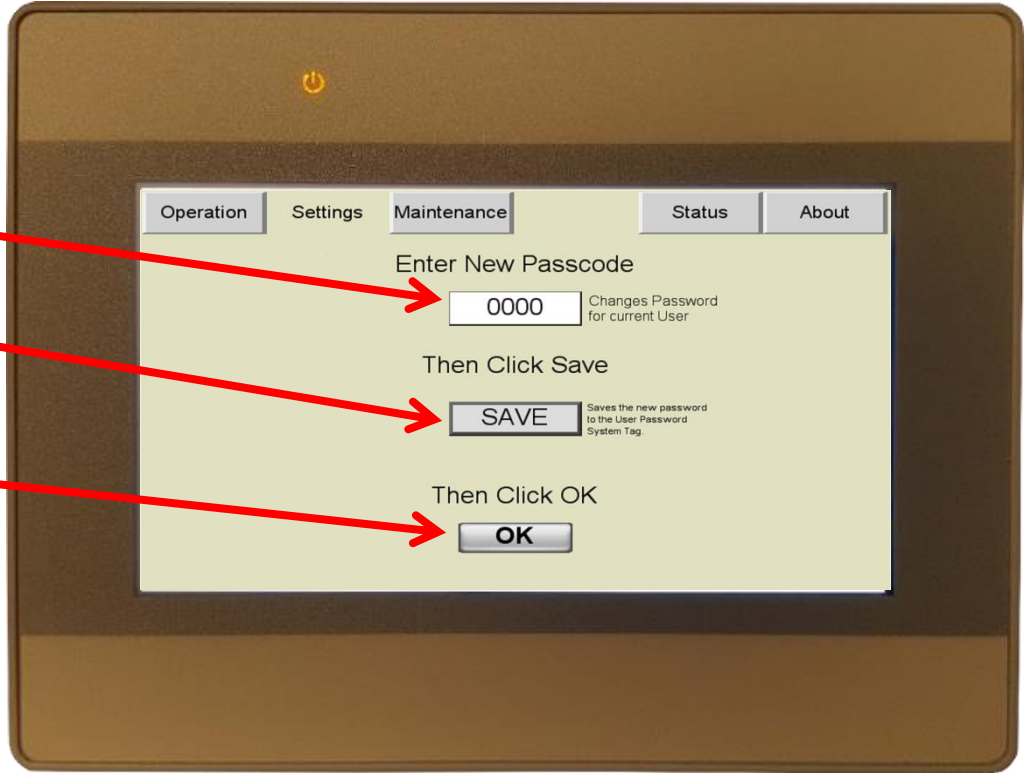 Operation Settings Maintenance Status About
Enter New Passcode
0000
Changes Password
for current User
Then Click Save
SAVE
Saves the new password
to the User Password
System Tag.
Then Click OK
OK